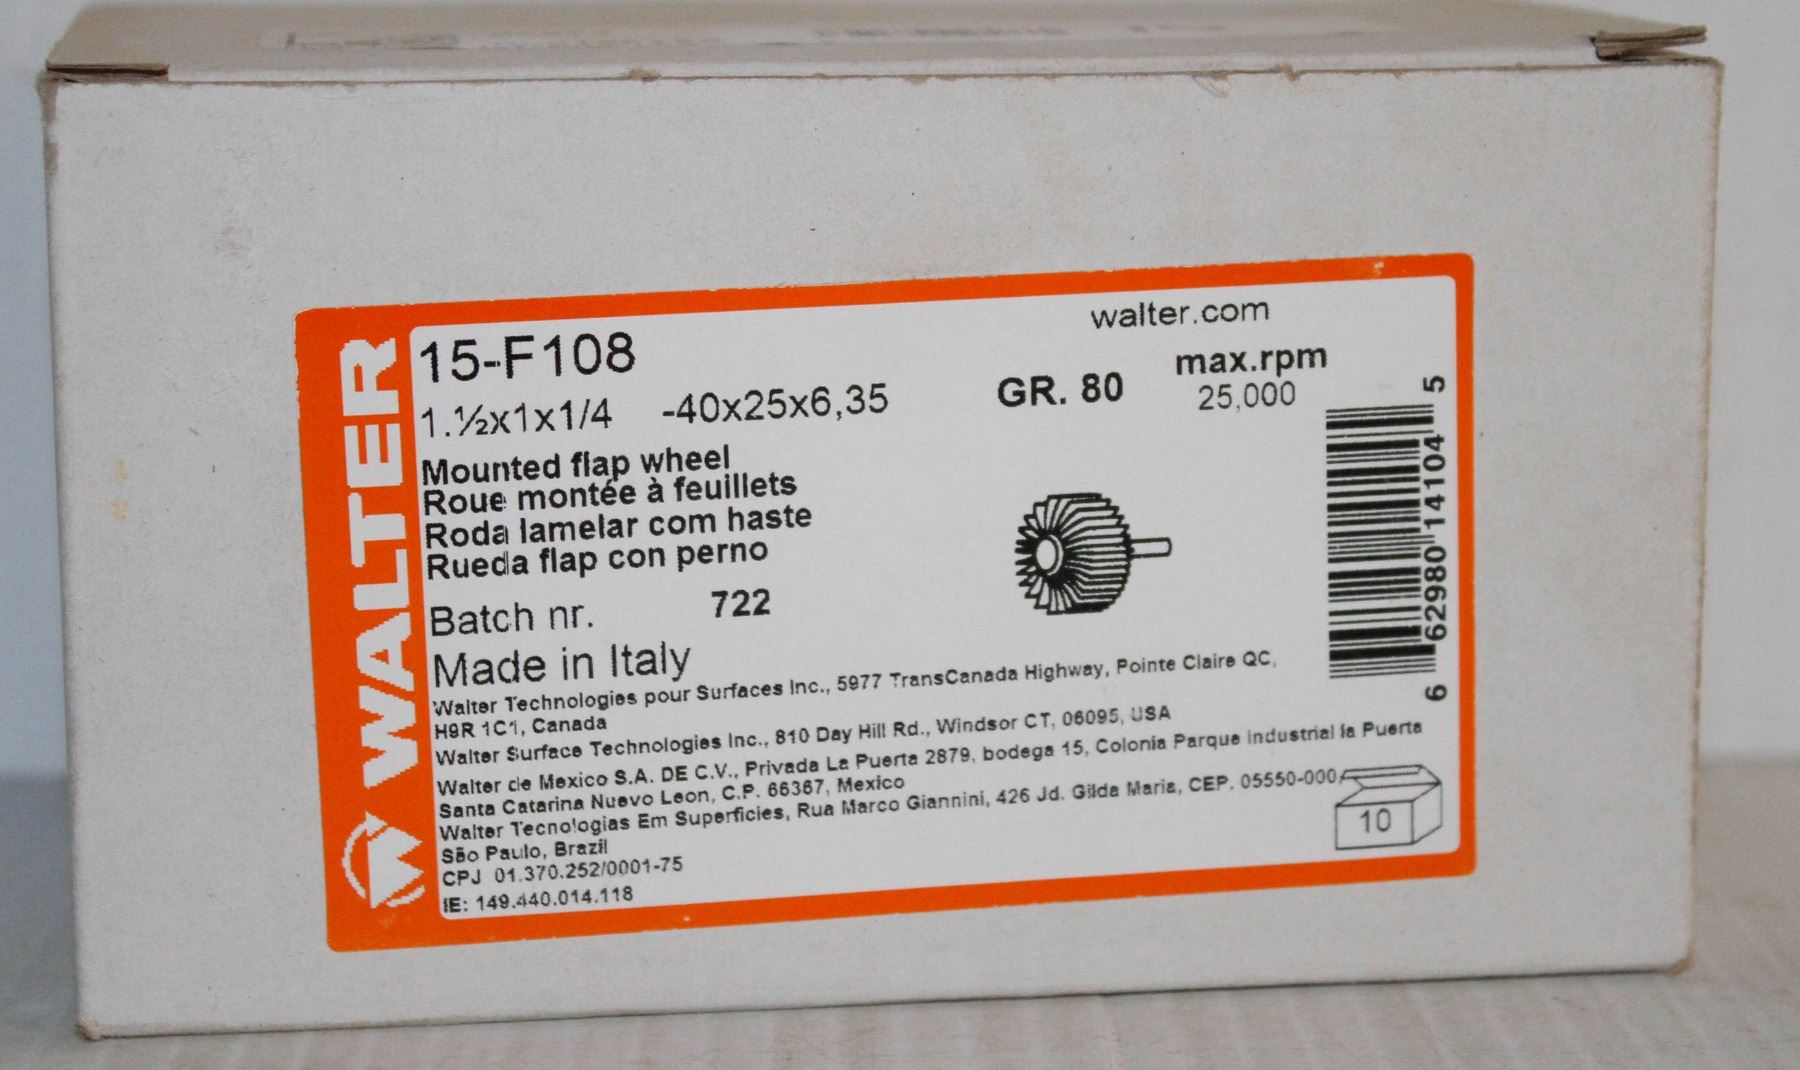 WALTER
15-F108
walter.com
1.½x1x1/4 -40x25x6,35
GR. 80
max.rpm
25,000
Mounted flap wheel
Roue montée à feuillets
Roda lamelar com haste
Rueda flap con perno
Batch nr. 722
Made in Italy
Walter Technologies pour Surfaces Inc., 5977 TransCanada Highway, Pointe Claire QC,
H9R 1C1, Canada
Walter Surface Technologies Inc., 810 Day Hill Rd., Windsor CT, 06095, USA
Walter de Mexico S.A. DE C.V., Privada La Puerta 2879, bodega 15, Colonia Parque industrial la Puerta
Santa Catarina Nuevo Leon, C.P. 66367, Mexico
Walter Tecnologias Em Superficies, Rua Marco Giannini, 426 Jd. Gilda Maria, CEP. 05550-000,
São Paulo, Brazil
CPJ 01.370.252/0001-75
IE: 149.440.014.118
10
6 62980 14104 5